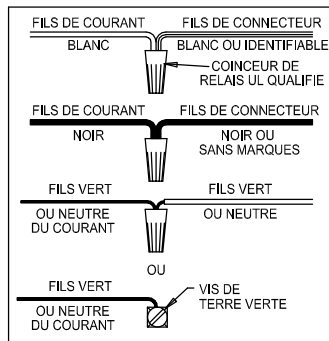 FILS DE COURANT FILS DE CONNECTEUR
BLANC BLANC OU IDENTIFIABLE
COINCEUR DE
RELAIS UL QUALIFIE
FILS DE COURANT FILS DE CONNECTEUR
NOIR NOIR OU
SANS MARQUES
FILS VERT FILS VERT
OU NEUTRE OU NEUTRE
DU COURANT
OU
FILS VERT VIS DE
TERRE VERTE
OU NEUTRE
DU COURANT